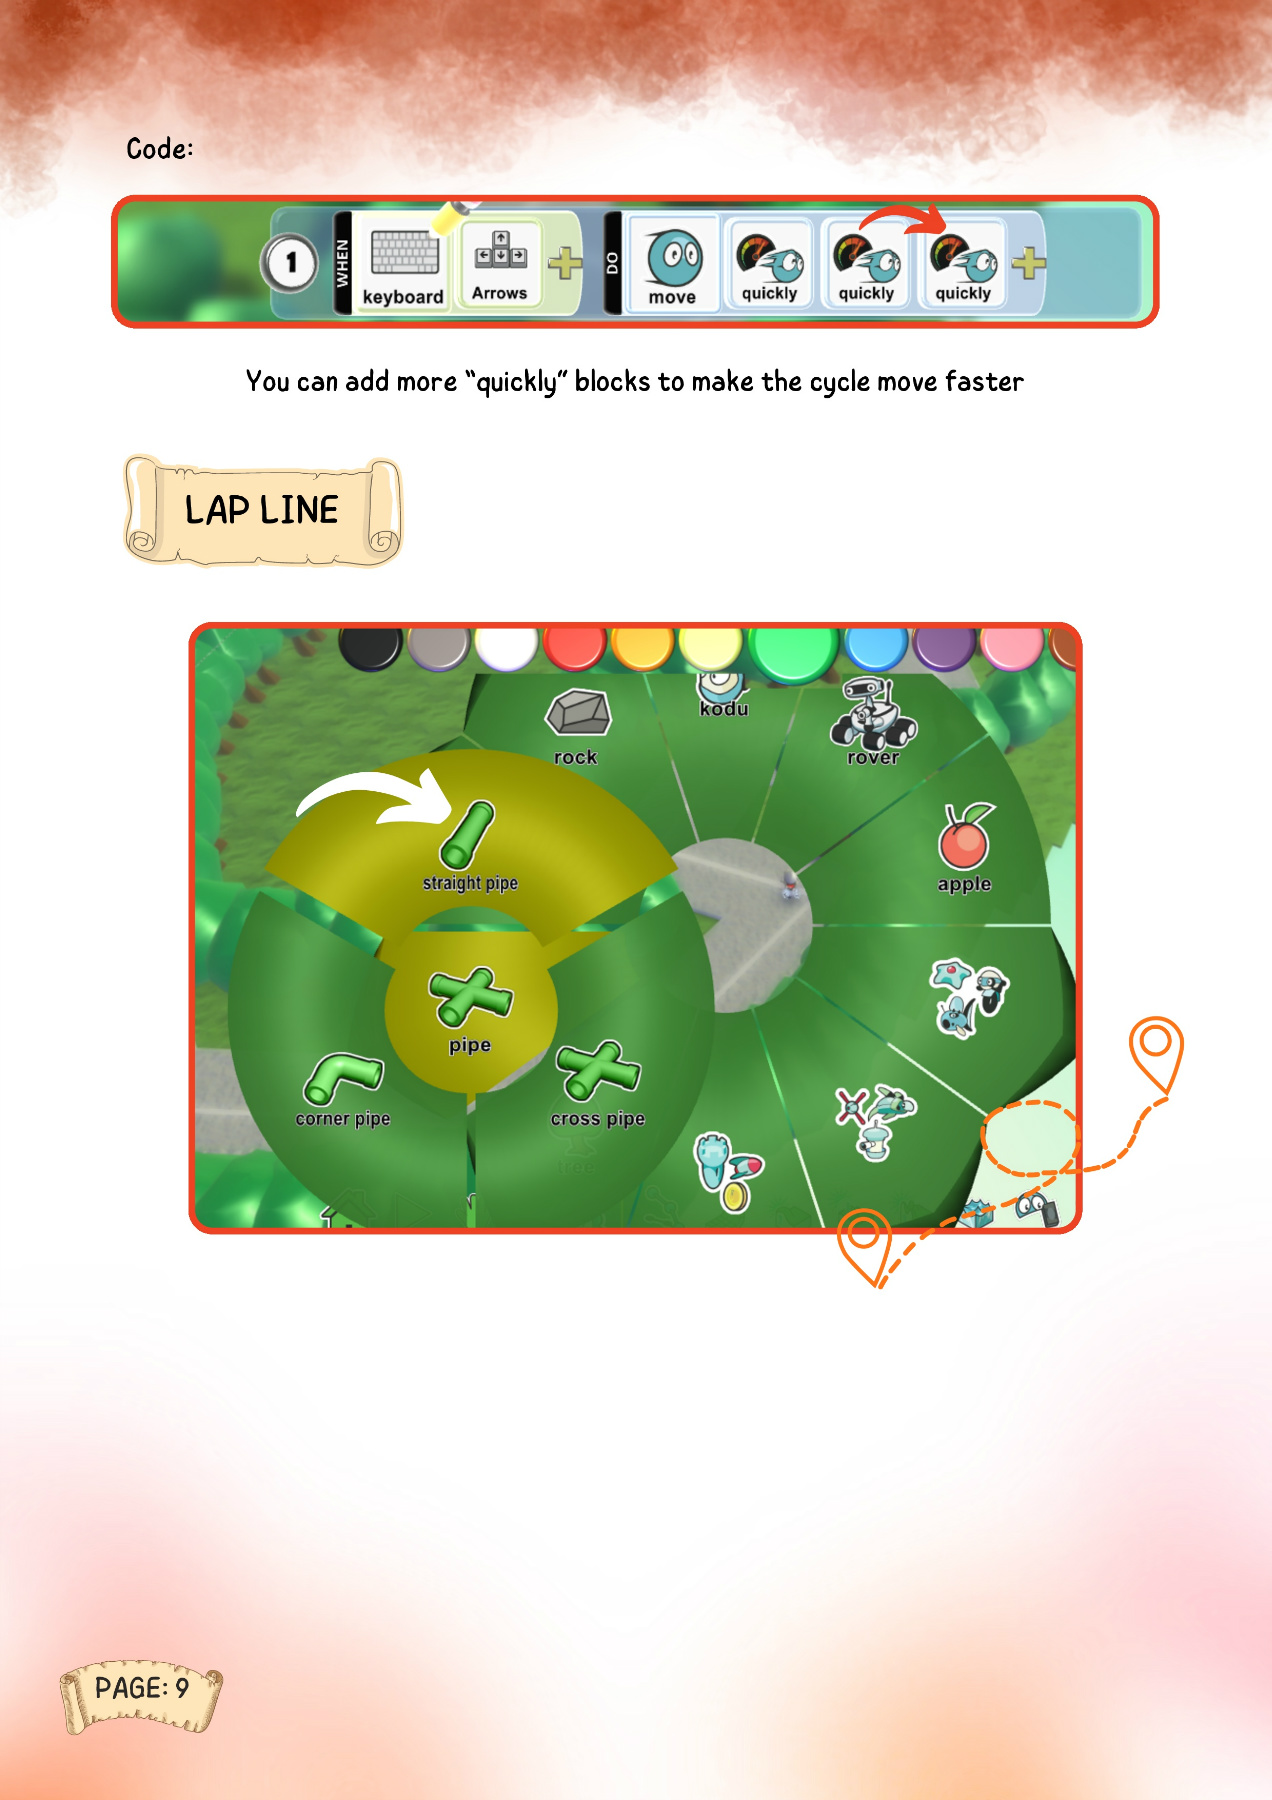 Code:
1 WHEN keyboard Arrows DO move quickly quickly quickly
You can add more “quickly” blocks to make the cycle move faster
LAP LINE
kodu
rock
rover
straight pipe
apple
pipe
corner pipe
cross pipe
tree
PAGE: 9